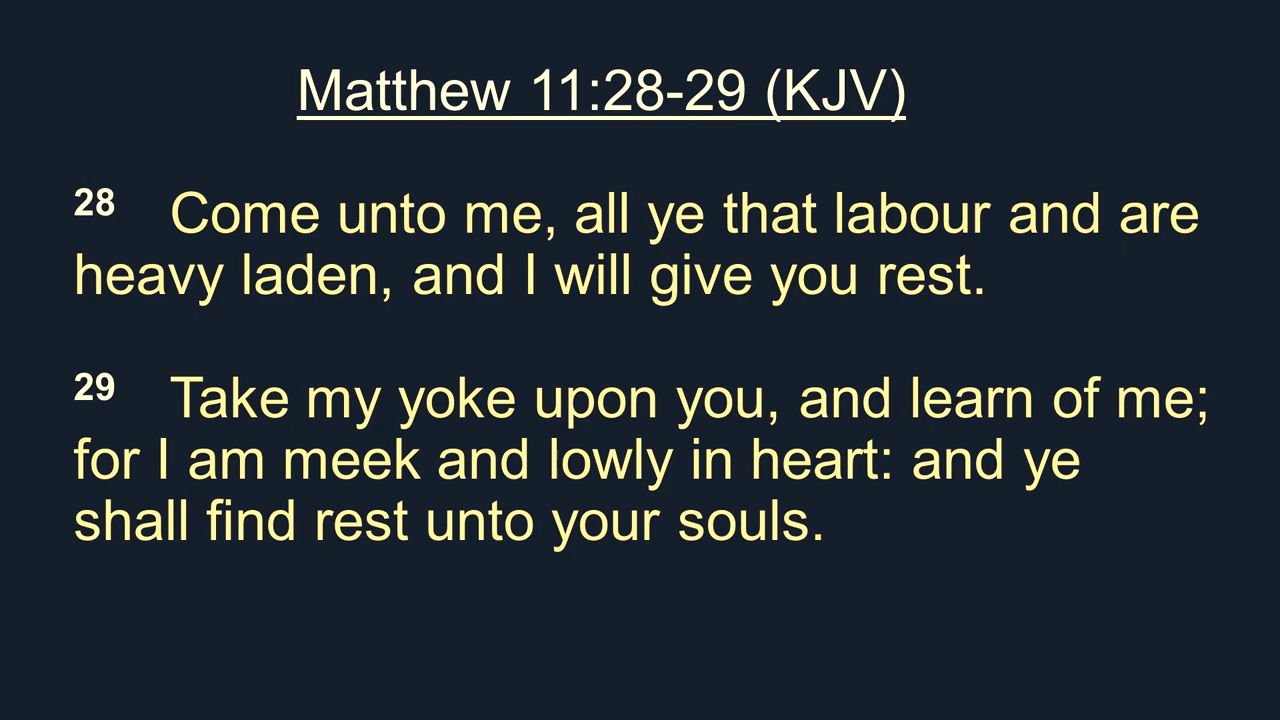 Matthew 11:28-29 (KJV)
28 Come unto me, all ye that labour and are
heavy laden, and I will give you rest.
29 Take my yoke upon you, and learn of me;
for I am meek and lowly in heart: and ye
shall find rest unto your souls.